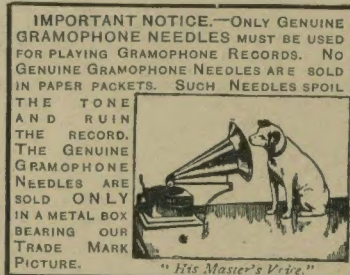 IMPORTANT NOTICE.—ONLY GENUINE
GRAMOPHONE NEEDLES MUST BE USED
FOR PLAYING GRAMOPHONE RECORDS. NO
GENUINE GRAMOPHONE NEEDLES ARE SOLD
IN PAPER PACKETS. SUCH NEEDLES SPOIL
THE TONE
AND RUIN
THE RECORD.
THE GENUINE
GRAMOPHONE
NEEDLES ARE
SOLD ONLY
IN A METAL BOX
BEARING OUR
TRADE MARK
PICTURE.
"His Master's Voice."